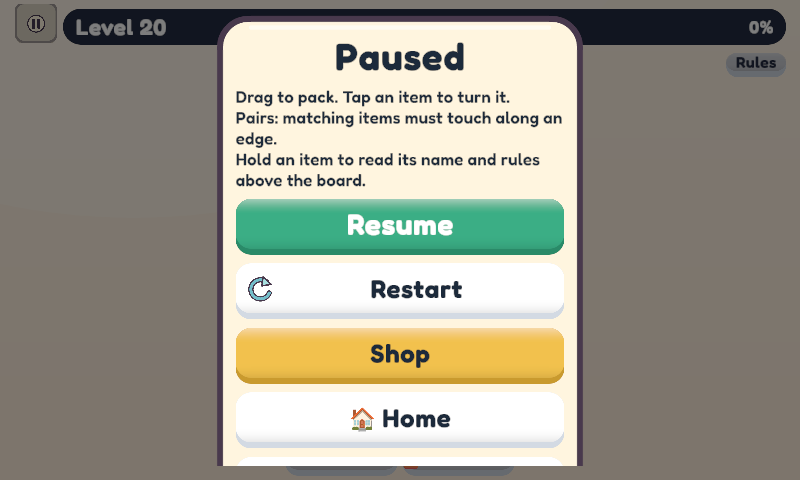 Level 20
0%
Rules
Paused
Drag to pack. Tap an item to turn it.
Pairs: matching items must touch along an
edge.
Hold an item to read its name and rules
above the board.
Resume
Restart
Shop
Home